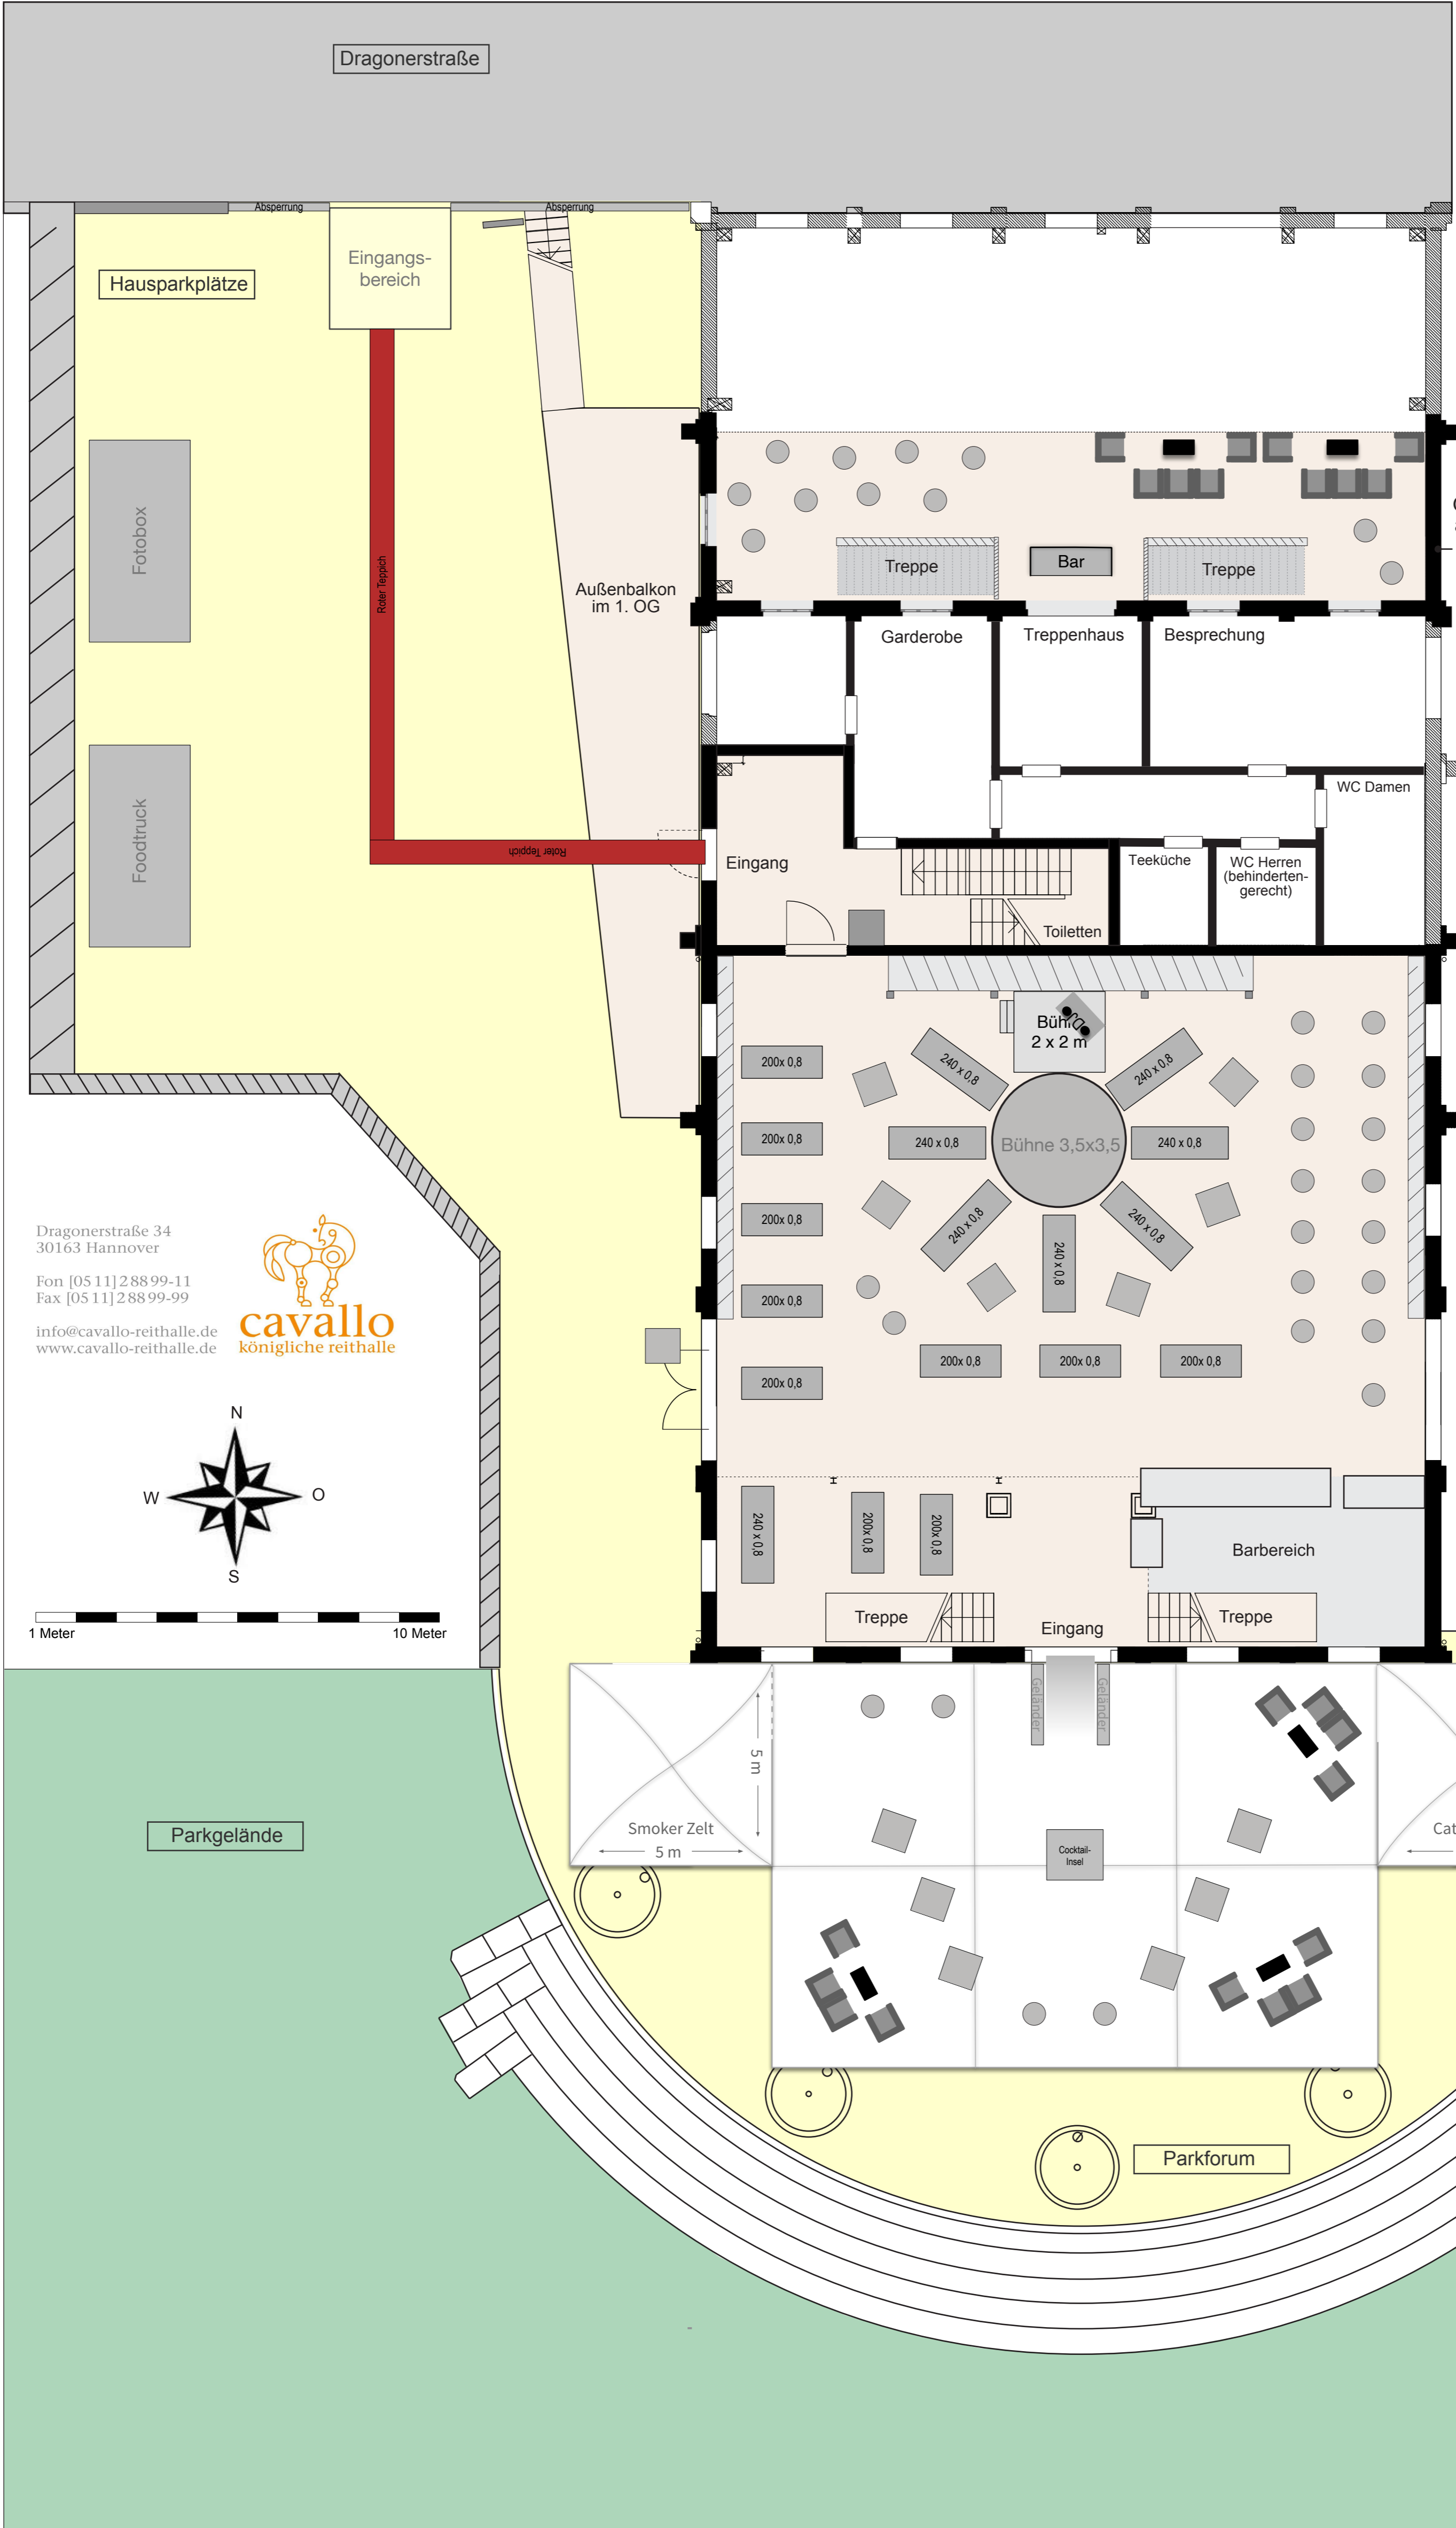 Dragonerstraße
Absperrung
Absperrung
Eingangs-
bereich
Hausparkplätze
Fotobox
Roter Teppich
Außenbalkon
im 1. OG
Treppe
Bar
Treppe
Garderobe
Treppenhaus
Besprechung
WC Damen
Foodtruck
Roter Teppich
Eingang
Teeküche
WC Herren
(behinderten-
gerecht)
Toiletten
DJ
2 x 2 m
200x 0,8
240 x 0,8
240 x 0,8
200x 0,8
240 x 0,8
Bühne 3,5x3,5
240 x 0,8
200x 0,8
240 x 0,8
240 x 0,8
240 x 0,8
200x 0,8
200x 0,8
200x 0,8
200x 0,8
200x 0,8
Dragonerstraße 34
30163 Hannover
Fon [05 11] 2 88 99-11
Fax [05 11] 2 88 99-99
info@cavallo-reithalle.de
www.cavallo-reithalle.de
cavallo
königliche reithalle
N
W
O
S
1 Meter
10 Meter
240 x 0,8
200x 0,8
200x 0,8
Barbereich
Treppe
Eingang
Treppe
Geländer
Geländer
5 m
Smoker Zelt
5 m
Cocktail-
Insel
Cat
Parkgelände
Parkforum